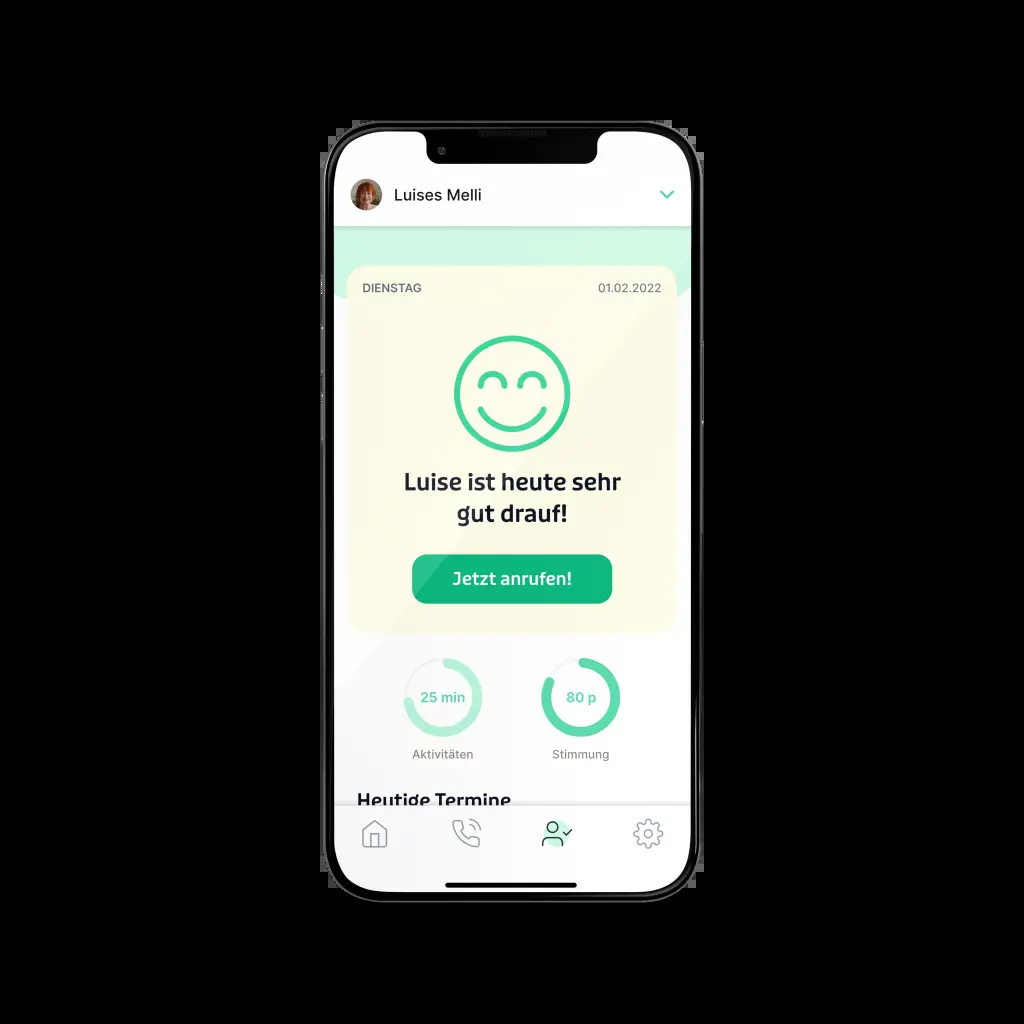 Luises Melli
DIENSTAG 01.02.2022
Luise ist heute sehr
gut drauf!
Jetzt anrufen!
25 min 80 p
Aktivitäten Stimmung
Heutige Termine